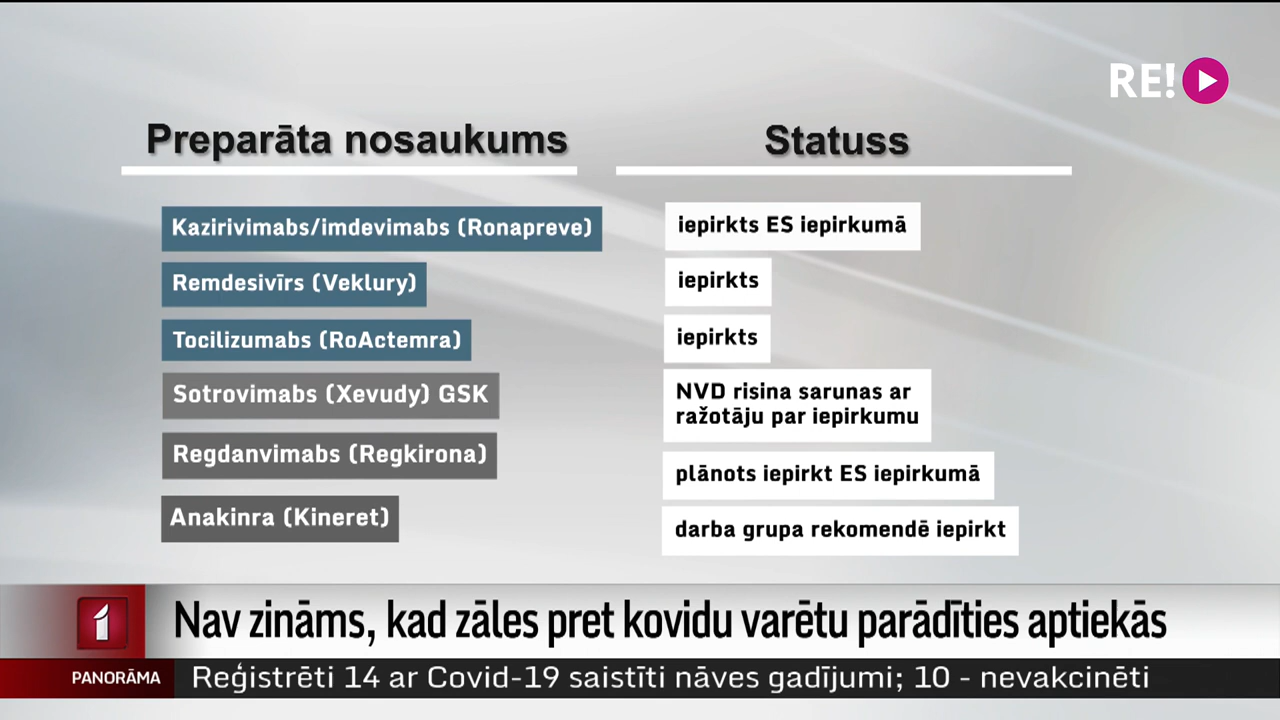 RE!
Preparāta nosaukums
Statuss
Kazirivimabs/imdevimabs (Ronapreve)
iepirkts ES iepirkumā
Remdesivīrs (Veklury)
iepirkts
Tocilizumabs (RoActemra)
iepirkts
Sotrovimabs (Xevudy) GSK
NVD risina sarunas ar
ražotāju par iepirkumu
Regdanvimabs (Regkirona)
plānots iepirkt ES iepirkumā
Anakinra (Kineret)
darba grupa rekomendē iepirkt
1
Nav zināms, kad zāles pret kovidu varētu parādīties aptiekās
PANORĀMA
Reģistrēti 14 ar Covid-19 saistīti nāves gadījumi; 10 - nevakcinēti